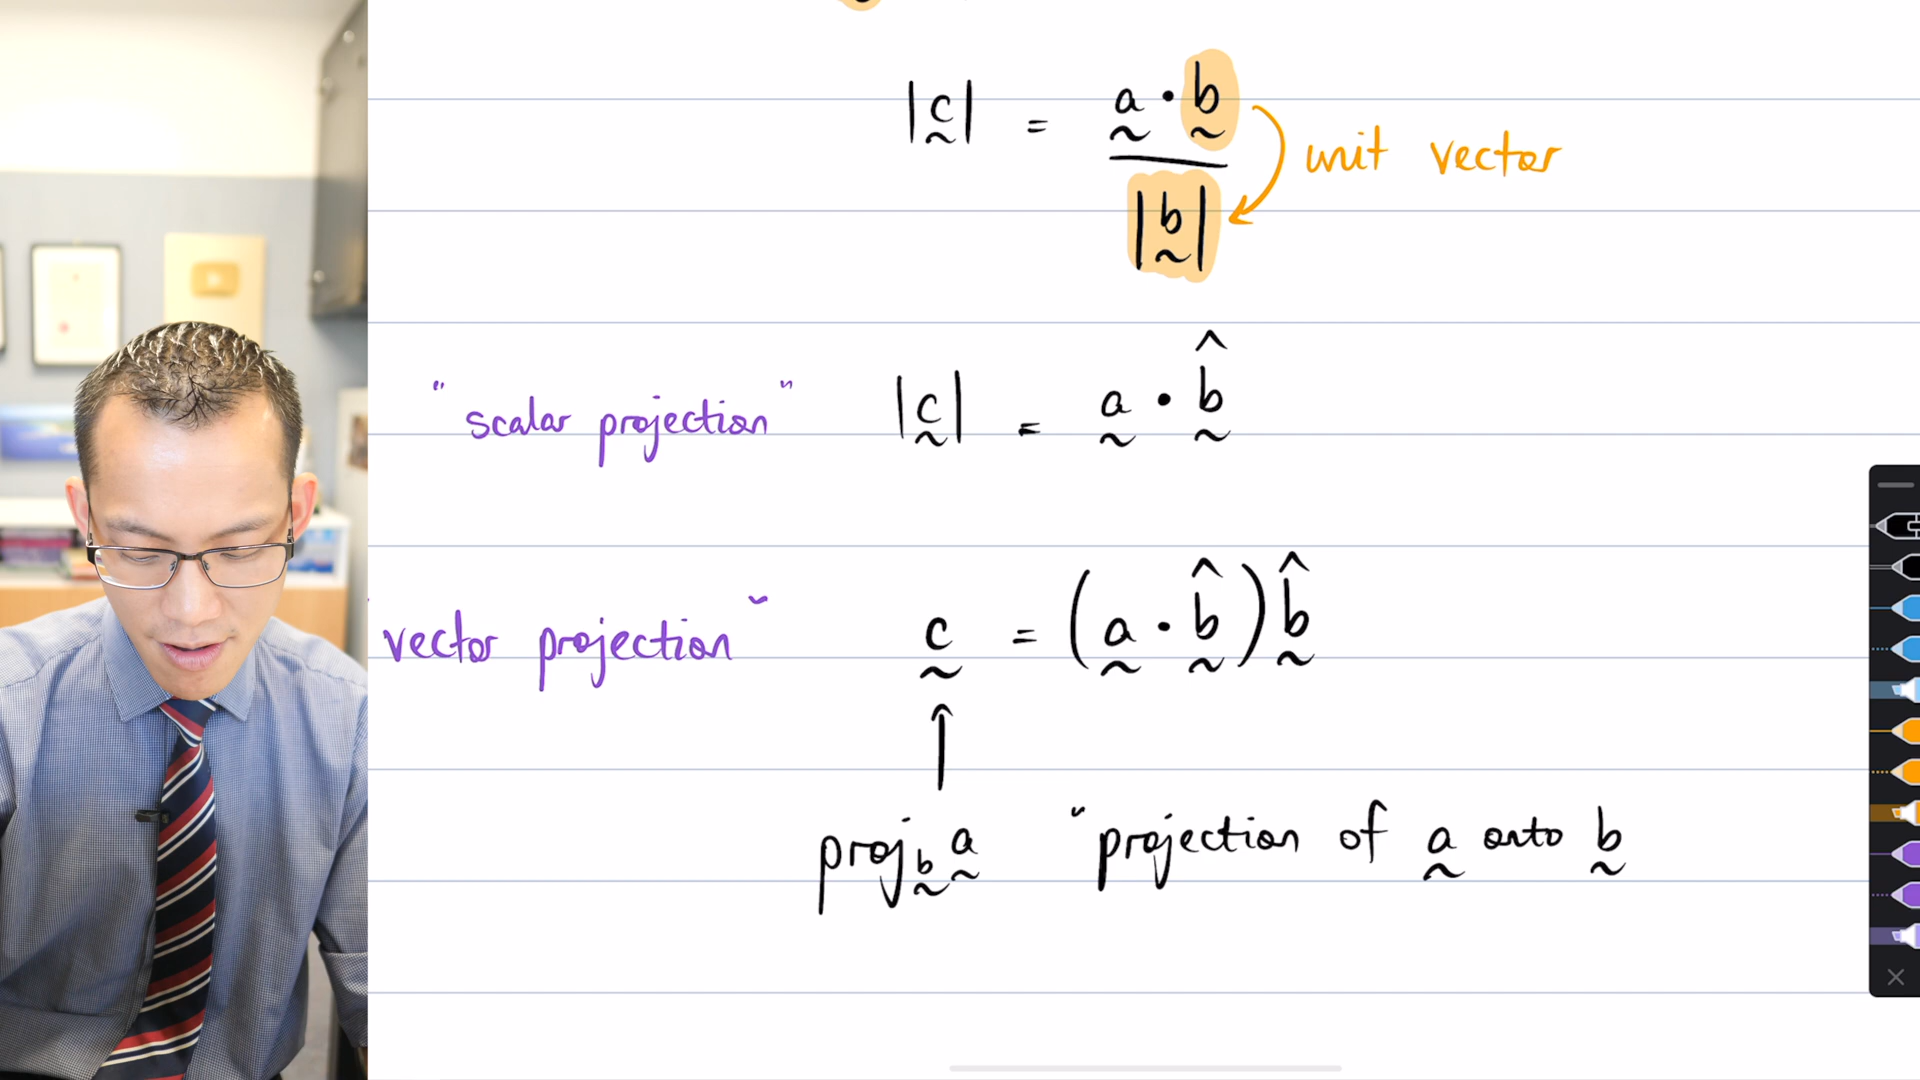 |c| = a · b / |b| unit vector
"scalar projection" |c| = a · b̂
vector projection" c = (a · b̂) b̂
↑
proj_b a "projection of a onto b